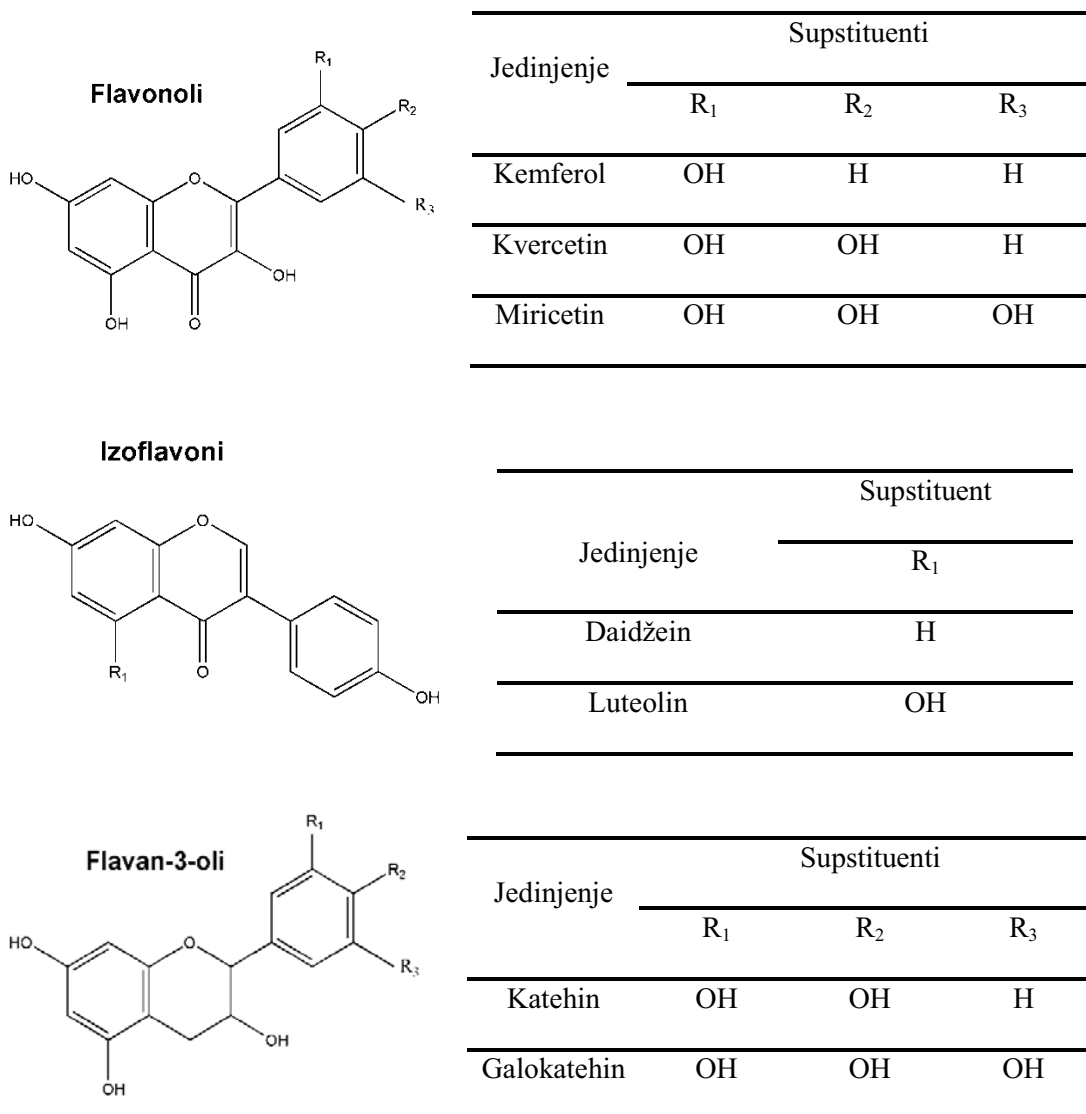 Flavonoli
R₁
R₂
HO
O
R₃
OH
OH
O
Jedinjenje Supstituenti
R₁ R₂ R₃
Kemferol OH H H
Kvercetin OH OH H
Miricetin OH OH OH
Izoflavoni
HO
O
R₁
O
OH
Jedinjenje Supstituent
R₁
Daidžein H
Luteolin OH
Flavan-3-oli
R₁
R₂
HO
O
R₃
OH
OH
Jedinjenje Supstituenti
R₁ R₂ R₃
Katehin OH OH H
Galokatehin OH OH OH